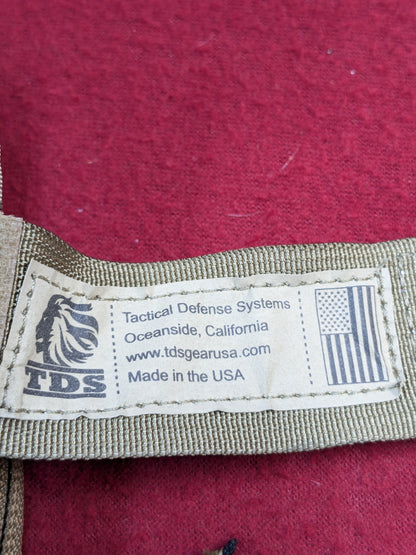 TDS
Tactical Defense Systems
Oceanside, California
www.tdsgearusa.com
Made in the USA